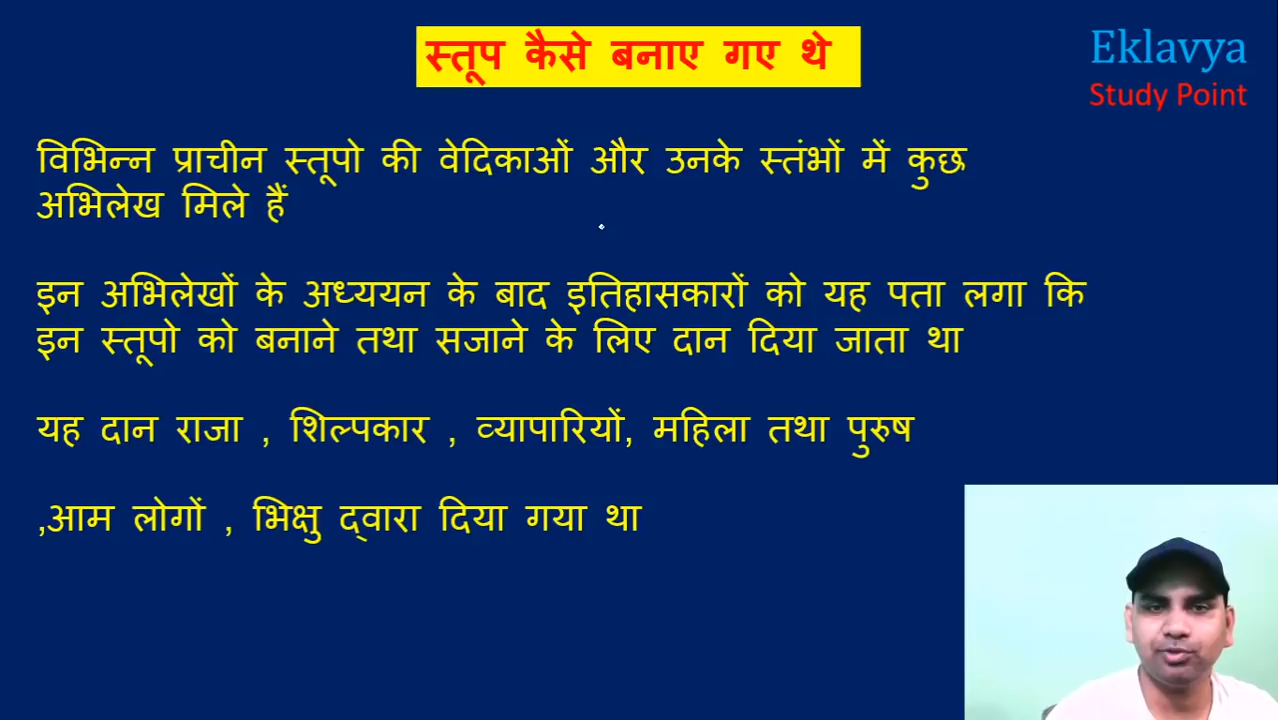 स्तूप कैसे बनाए गए थे
Eklavya
Study Point
विभिन्न प्राचीन स्तूपो की वेदिकाओं और उनके स्तंभों में कुछ
अभिलेख मिले हैं
इन अभिलेखों के अध्ययन के बाद इतिहासकारों को यह पता लगा कि
इन स्तूपो को बनाने तथा सजाने के लिए दान दिया जाता था
यह दान राजा , शिल्पकार , व्यापारियों, महिला तथा पुरुष
,आम लोगों , भिक्षु द्वारा दिया गया था